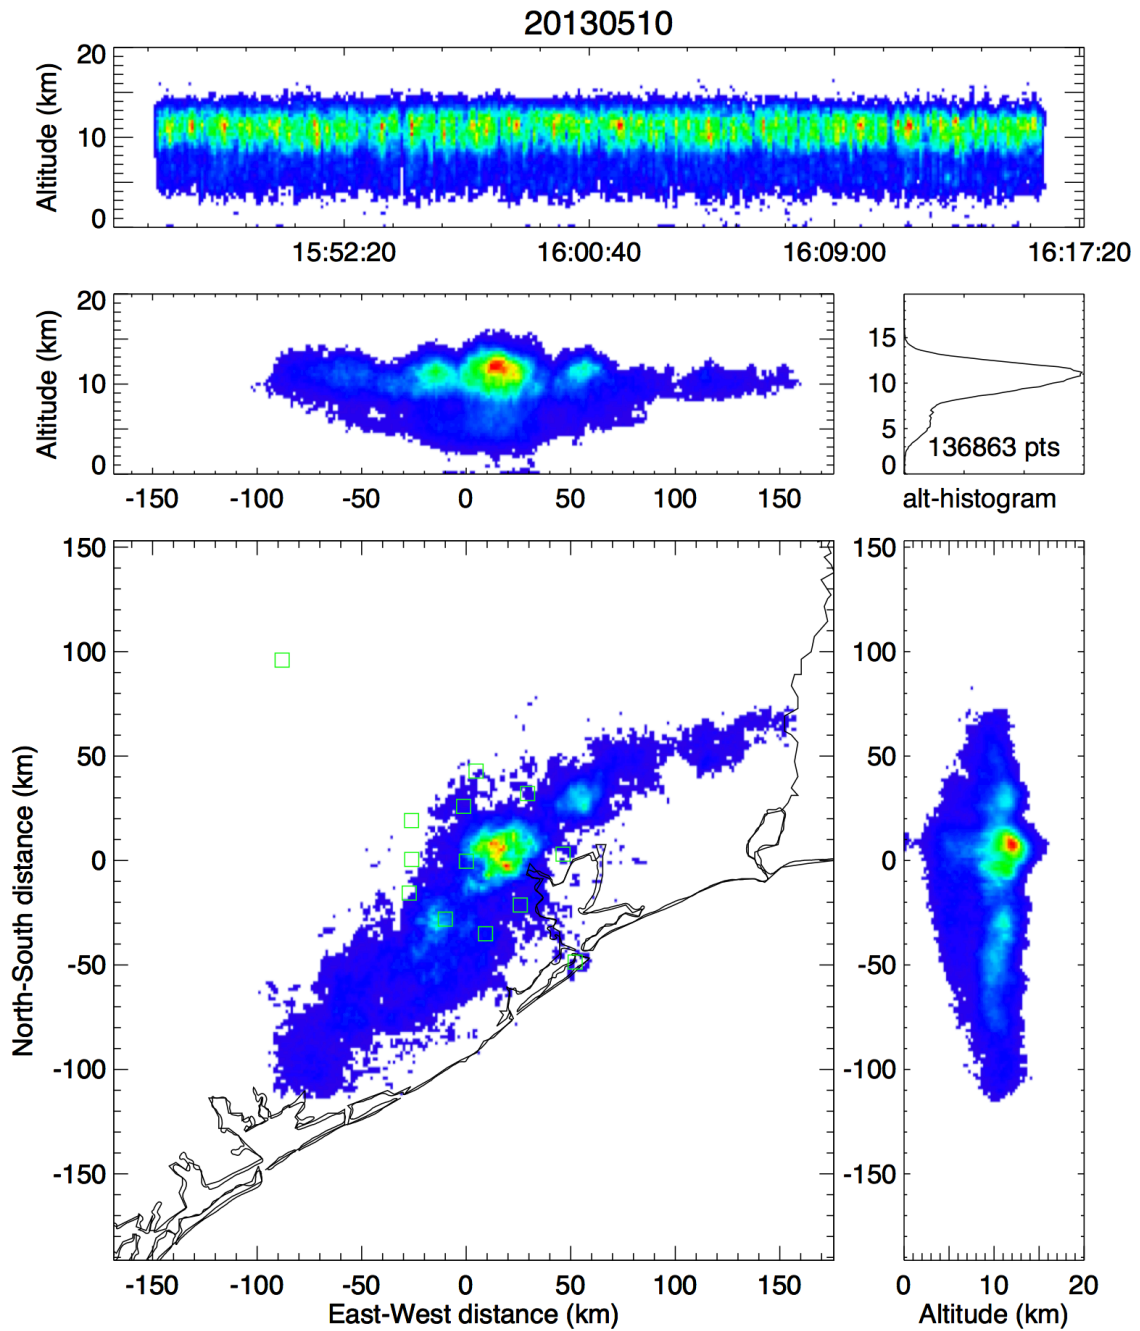 20130510
20
10
0
Altitude (km)
15:52:20 16:00:40 16:09:00 16:17:20
20
10
0
Altitude (km)
-150 -100 -50 0 50 100 150
15
10
5
0
136863 pts
alt-histogram
150
100
50
0
-50
-100
-150
North-South distance (km)
-150 -100 -50 0 50 100 150
East-West distance (km)
150
100
50
0
-50
-100
-150
0 10 20
Altitude (km)